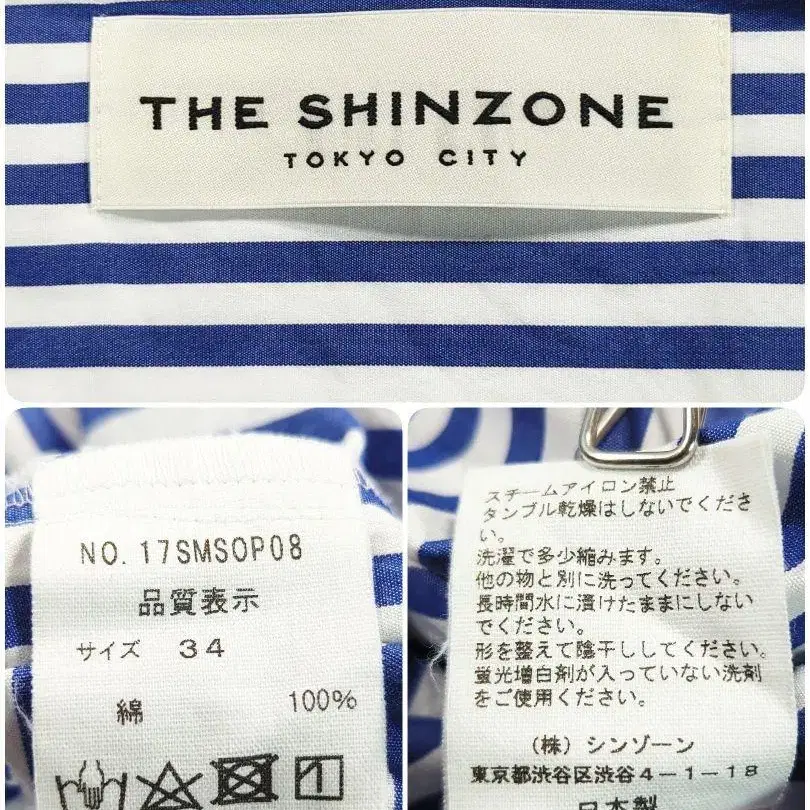 THE SHINZONE
TOKYO CITY
NO. 17SMSOP08
品質表示
サイズ 34
綿 100%
スチームアイロン禁止
タンブル乾燥はしないでくださ
い。
洗濯で多少縮みます。
他の物と別に洗ってください。
長時間水に漬けたままにしない
でください。
形を整えて陰干ししてください。
蛍光増白剤が入っていない洗剤
をご使用ください。
(株) シンゾーン
東京都渋谷区渋谷4-1-18
日本製